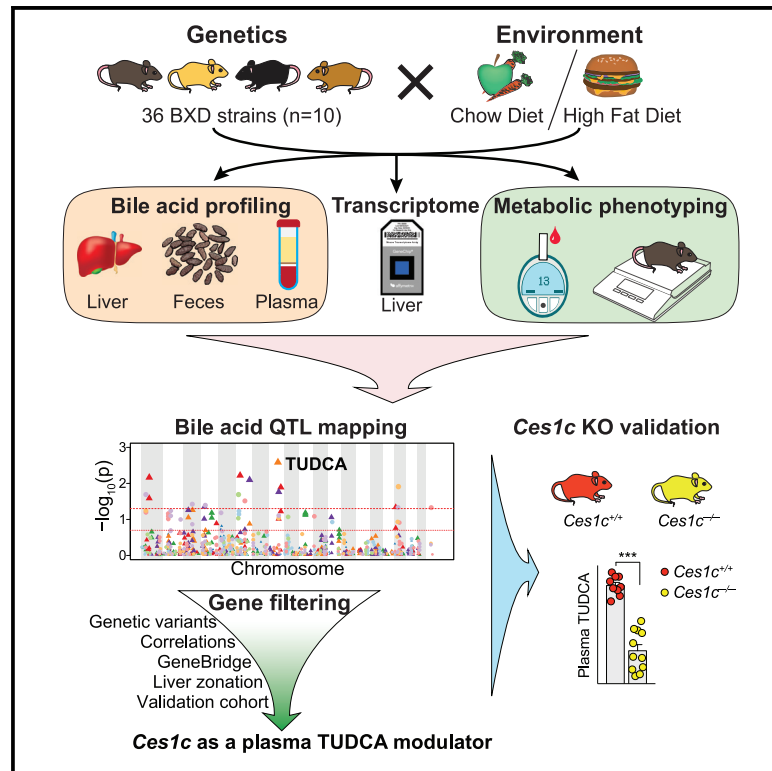 Genetics
Environment
36 BXD strains (n=10)
Chow Diet
High Fat Diet
Bile acid profiling
Transcriptome
Metabolic phenotyping
Liver
Feces
Plasma
Liver
13
Bile acid QTL mapping
Ces1c KO validation
−log10(p)
3
2
1
0
TUDCA
Chromosome
Ces1c+/+
Ces1c−/−
Gene filtering
Genetic variants
Correlations
GeneBridge
Liver zonation
Validation cohort
Plasma TUDCA
***
Ces1c+/+
Ces1c−/−
Ces1c as a plasma TUDCA modulator